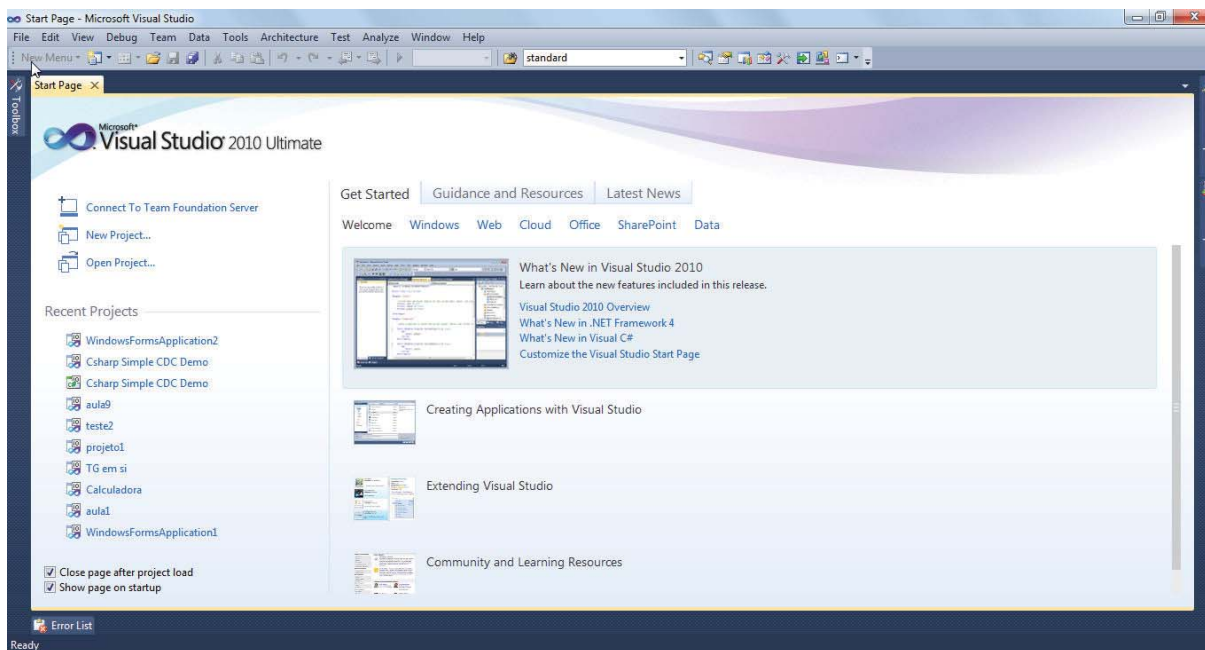 Start Page - Microsoft Visual Studio
File Edit View Debug Team Data Tools Architecture Test Analyze Window Help
New Menu standard
Toolbox
Start Page
Microsoft
Visual Studio 2010 Ultimate
Get Started Guidance and Resources Latest News
Welcome Windows Web Cloud Office SharePoint Data
Connect To Team Foundation Server
New Project...
Open Project...
Recent Projects
WindowsFormsApplication2
Csharp Simple CDC Demo
Csharp Simple CDC Demo
aula9
teste2
projeto1
TG em si
Calculadora
aula1
WindowsFormsApplication1
Close page after project load
Show page on startup
What's New in Visual Studio 2010
Learn about the new features included in this release.
Visual Studio 2010 Overview
What's New in .NET Framework 4
What's New in Visual C#
Customize the Visual Studio Start Page
Creating Applications with Visual Studio
Extending Visual Studio
Community and Learning Resources
Error List
Ready